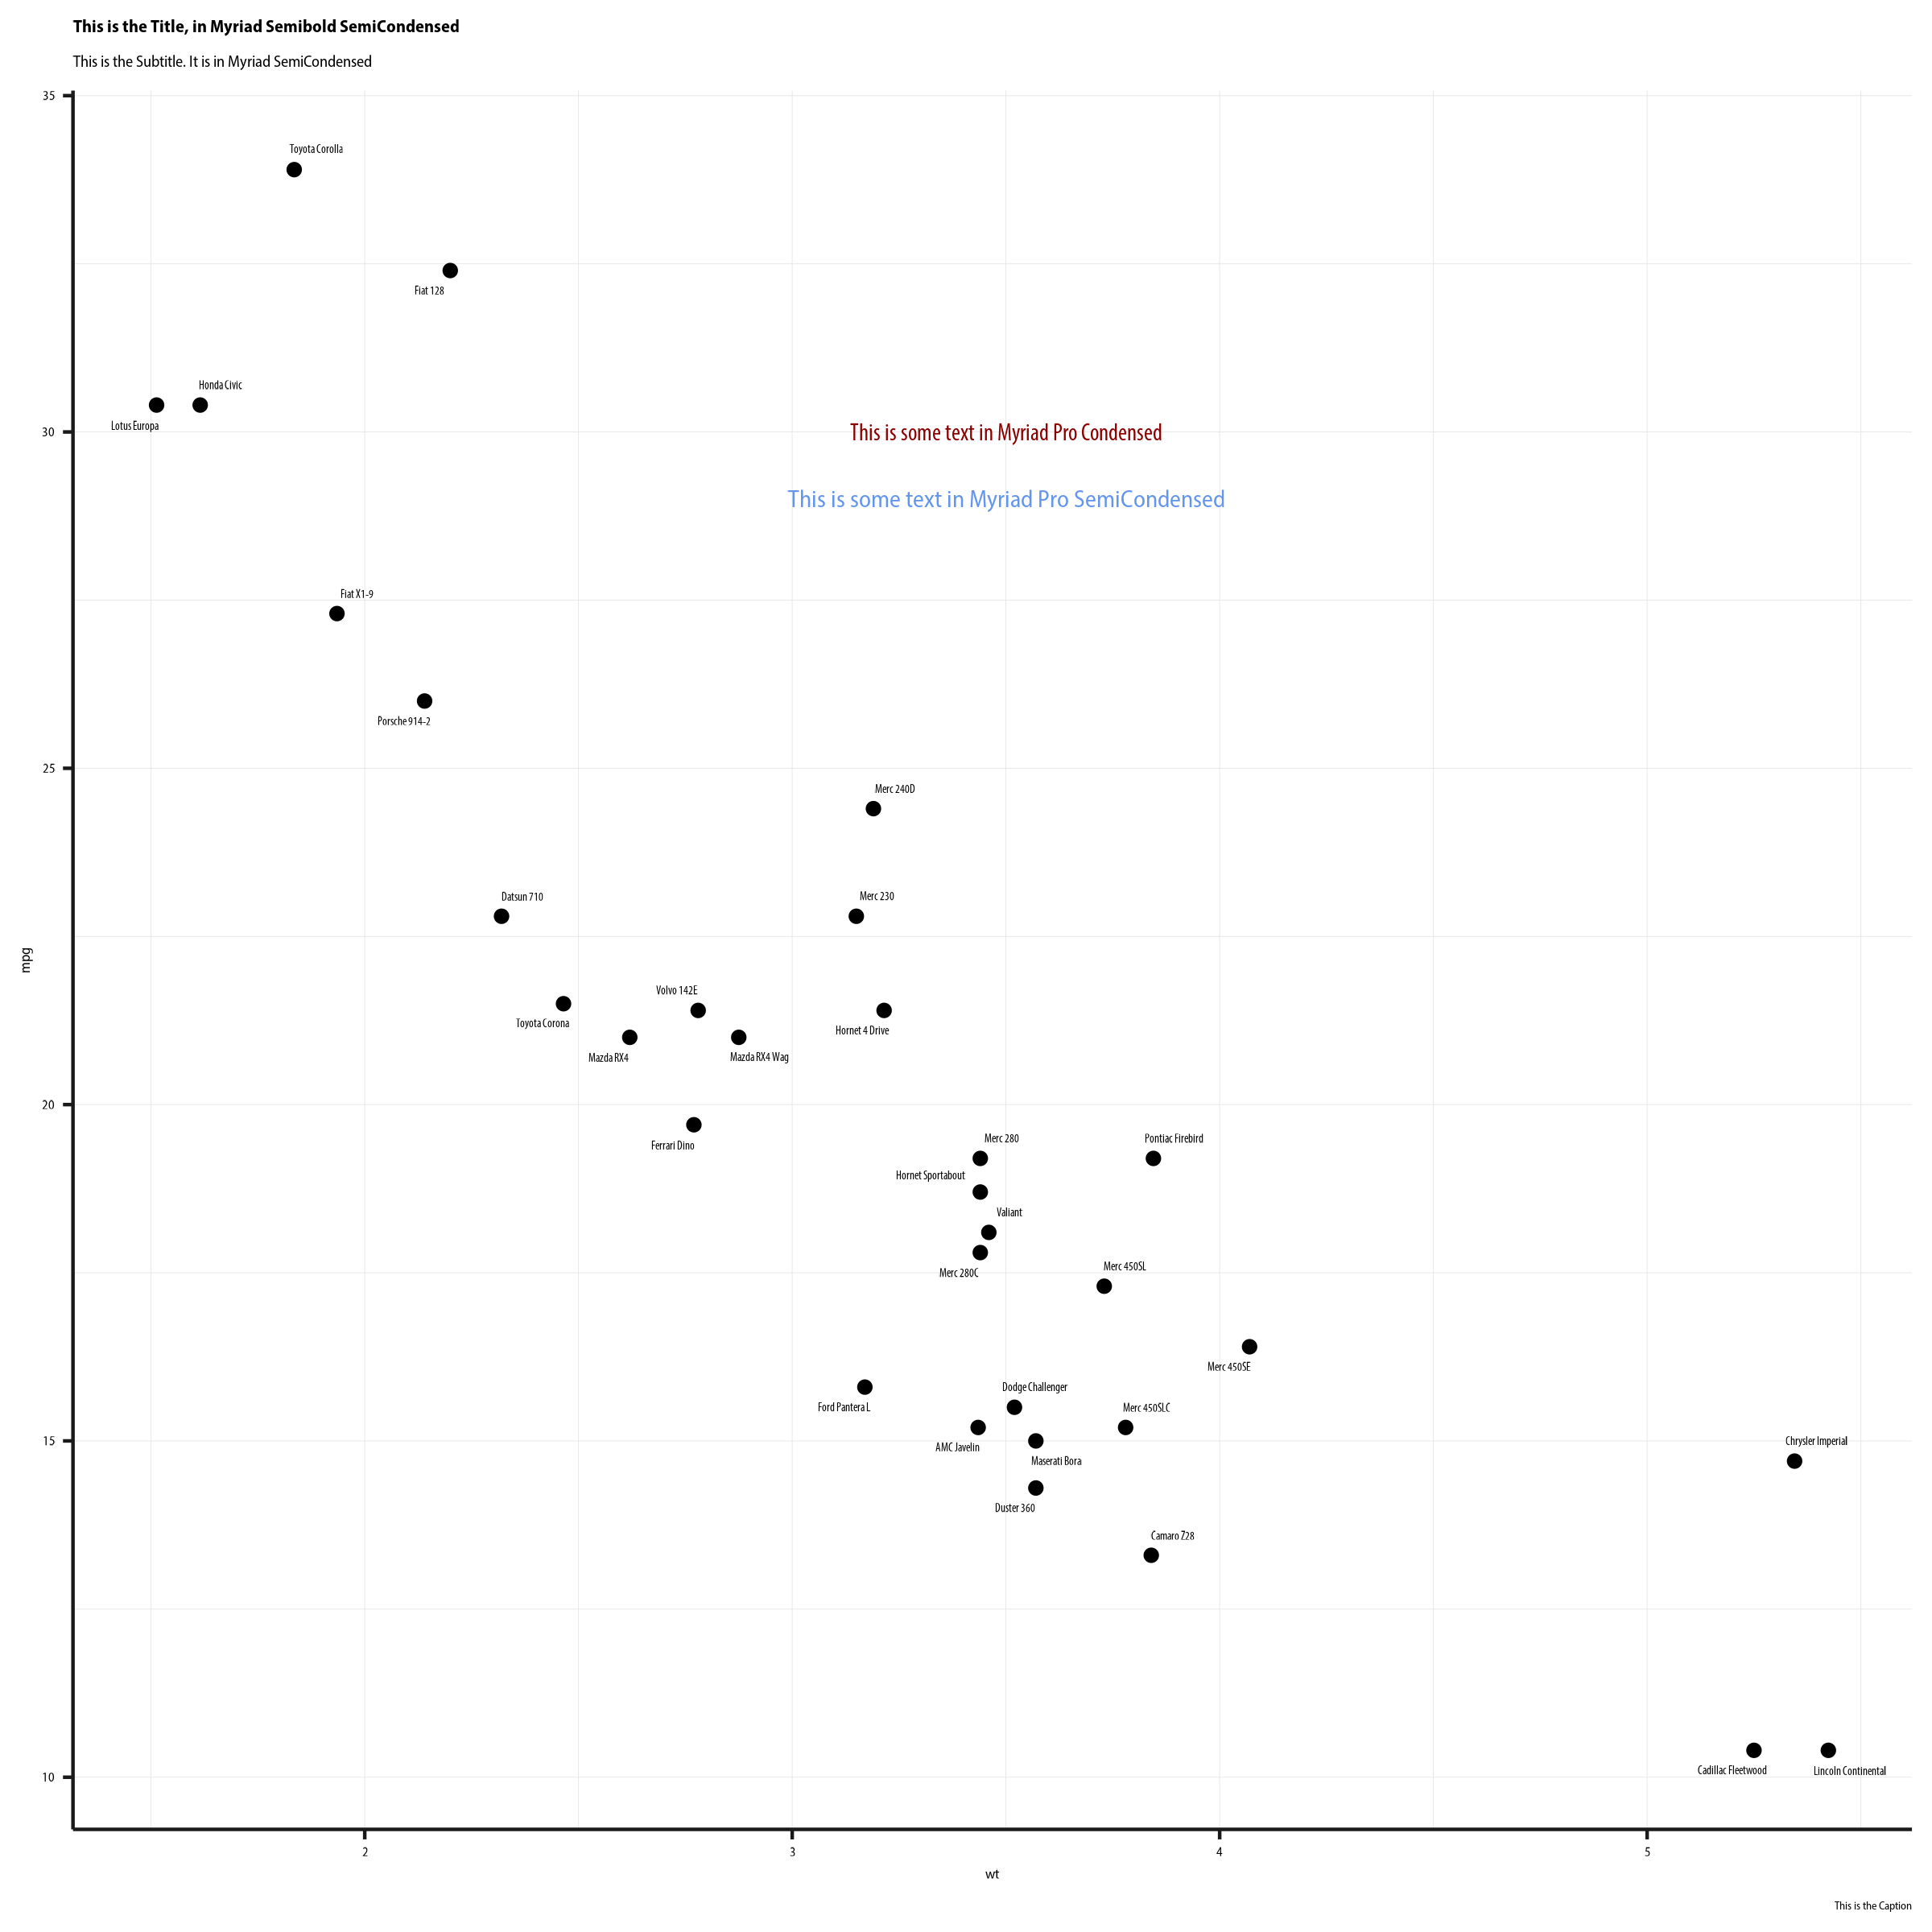 This is the Title, in Myriad Semibold SemiCondensed
This is the Subtitle. It is in Myriad SemiCondensed
35
Toyota Corolla
Fiat 128
Honda Civic
Lotus Europa
30
This is some text in Myriad Pro Condensed
This is some text in Myriad Pro SemiCondensed
Fiat X1-9
Porsche 914-2
25
Merc 240D
Datsun 710
Merc 230
mpg
Volvo 142E
Toyota Corona
Hornet 4 Drive
Mazda RX4
Mazda RX4 Wag
20
Ferrari Dino
Merc 280
Pontiac Firebird
Hornet Sportabout
Valiant
Merc 280C
Merc 450SL
Merc 450SE
Dodge Challenger
Ford Pantera L
Merc 450SLC
15
AMC Javelin
Chrysler Imperial
Maserati Bora
Duster 360
Camaro Z28
Cadillac Fleetwood
Lincoln Continental
10
2
3
4
5
wt
This is the Caption